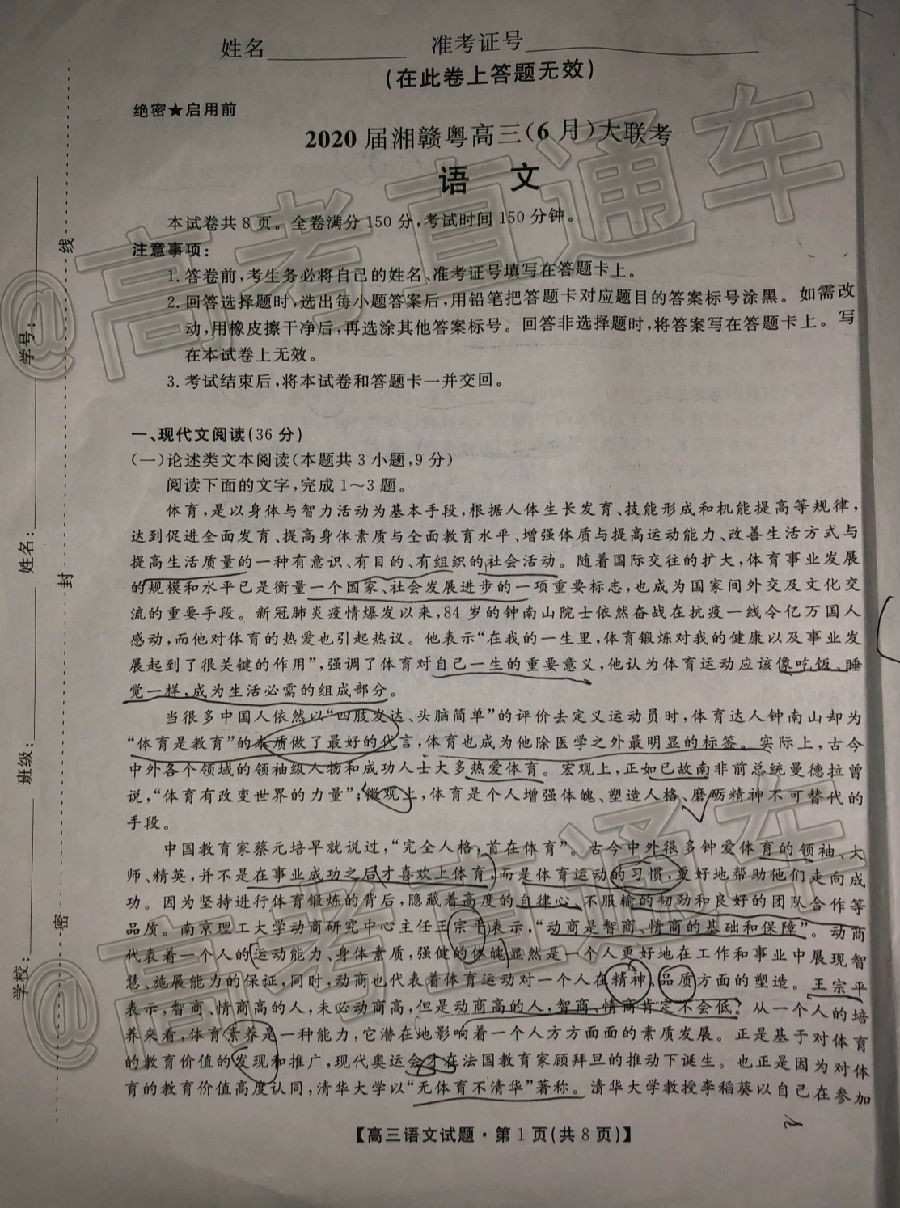 姓名 准考证号
(在此卷上答题无效)
绝密★启用前
2020届湘赣粤高三(6月)大联考
语 文
本试卷共8页。全卷满分150分,考试时间150分钟。
注意事项:
1.答卷前,考生务必将自己的姓名、准考证号填写在答题卡上。
2.回答选择题时,选出每小题答案后,用铅笔把答题卡对应题目的答案标号涂黑。如需改
动,用橡皮擦干净后,再选涂其他答案标号。回答非选择题时,将答案写在答题卡上。写
在本试卷上无效。
3.考试结束后,将本试卷和答题卡一并交回。
一、现代文阅读(36分)
(一)论述类文本阅读(本题共3小题,9分)
阅读下面的文字,完成1~3题。
体育,是以身体与智力活动为基本手段,根据人体生长发育、技能形成和机能提高等规律,
达到促进全面发育、提高身体素质与全面教育水平、增强体质与提高运动能力、改善生活方式与
提高生活质量的一种有意识、有目的、有组织的社会活动。随着国际交往的扩大,体育事业发展
的规模和水平已是衡量一个国家、社会发展进步的一项重要标志,也成为国家间外交及文化交
流的重要手段。新冠肺炎疫情爆发以来,84岁的钟南山院士依然奋战在抗疫一线令亿万国人
感动,而他对体育的热爱也引起热议。他表示“在我的一生里,体育锻炼对我的健康以及事业发
展起到了很关键的作用”,强调了体育对自己一生的重要意义,他认为体育运动应该像吃饭、睡
觉一样,成为生活必需的组成部分。
当很多中国人依然以“四肢发达、头脑简单”的评价去定义运动员时,体育达人钟南山却为
“体育是教育”的本质做了最好的代言,体育也成为他除医学之外最明显的标签。实际上,古今
中外各个领域的领袖级人物和成功人士大多热爱体育。宏观上,正如已故南非前总统曼德拉曾
说,“体育有改变世界的力量”;微观上,体育是个人增强体魄、塑造人格、磨砺精神不可替代的
手段。
中国教育家蔡元培早就说过,“完全人格,首在体育”。古今中外很多钟爱体育的领袖、大
师、精英,并不是在事业成功之后才喜欢上体育,而是体育运动的习惯,更好地帮助他们走向成
功。因为坚持进行体育锻炼的背后,隐藏着高度的自律心、不服输的韧劲和良好的团队合作等
品质。南京理工大学动商研究中心主任王宗平表示,“动商是智商、情商的基础和保障”。动商
代表着一个人的运动能力、身体素质,强健的体魄显然是一个人更好地在工作和事业中展现智
慧、施展能力的保证,同时,动商也代表着体育运动对一个人在精神、品质方面的塑造。王宗平
表示,智商、情商高的人,未必动商高,但是动商高的人,智商、情商肯定不会低。从一个人的培
养来看,体育素养是一种能力,它潜在地影响着一个人方方面面的素质发展。正是基于对体育
的教育价值的发现和推广,现代奥运会才在法国教育家顾拜旦的推动下诞生。也正是因为对体
育的教育价值高度认同,清华大学以“无体育不清华”著称。清华大学教授李稻葵以自己在参加
【高三语文试题·第1页(共8页)】
学校: 班级: 姓名: 学号:
密 封 线
@高考直通车
@高考直通车